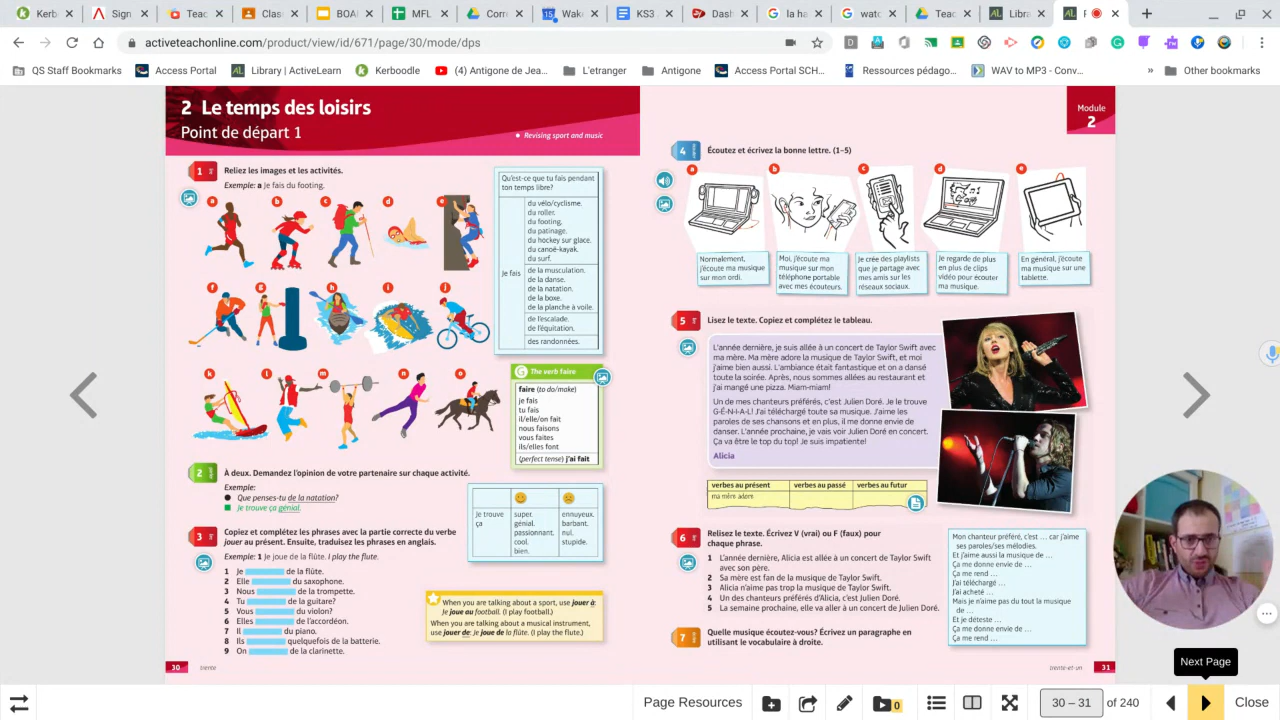 Acti
Sign
Teac
Class
BOAI
MFL
Corre
Wake
KS3
Dash
la hi
watc
Teac
Libra
F
activeteachonline.com/product/view/id/671/page/30/mode/dps
QS Staff Bookmarks
Access Portal
Library | ActiveLearn
Kerboodle
(4) Antigone de Jea...
L'etranger
Antigone
Access Portal SCH...
Ressources pédago...
WAV to MP3 - Conv...
»
Other bookmarks
2 Le temps des loisirs
Point de départ 1
• Revising sport and music
Module
2
1 Reliez les images et les activités.
Exemple: a Je fais du footing.
a
b
c
d
e
f
g
h
i
j
k
l
m
n
o
Qu'est-ce que tu fais pendant
ton temps libre?
Je fais
du vélo/cyclisme.
du roller.
du footing.
du patinage.
du hockey sur glace.
du canoë-kayak.
du surf.
de la musculation.
de la danse.
de la natation.
de la boxe.
de la planche à voile.
de l'escalade.
de l'équitation.
des randonnées.
G The verb faire
faire (to do/make)
je fais
tu fais
il/elle/on fait
nous faisons
vous faites
ils/elles font
(perfect tense) j'ai fait
2 À deux. Demandez l'opinion de votre partenaire sur chaque activité.
Exemple:
Que penses-tu de la natation?
Je trouve ça génial.
Je trouve
ça
super.
génial.
passionnant.
cool.
bien.
ennuyeux.
barbant.
nul.
stupide.
3 Copiez et complétez les phrases avec la partie correcte du verbe
jouer au présent. Ensuite, traduisez les phrases en anglais.
Exemple: 1 Je joue de la flûte. I play the flute.
1 Je de la flûte.
2 Elle du saxophone.
3 Nous de la trompette.
4 Tu de la guitare?
5 Vous du violon?
6 Elles de l'accordéon.
7 Il du piano.
8 Ils quelquefois de la batterie.
9 On de la clarinette.
When you are talking about a sport, use jouer à:
Je joue au football. (I play football.)
When you are talking about a musical instrument,
use jouer de: Je joue de la flûte. (I play the flute.)
30 trente
4 Écoutez et écrivez la bonne lettre. (1–5)
a
b
c
d
e
Normalement,
j'écoute ma musique
sur mon ordi.
Moi, j'écoute ma
musique sur mon
téléphone portable
avec mes écouteurs.
Je crée des playlists
que je partage avec
mes amis sur les
réseaux sociaux.
Je regarde de plus
en plus de clips
vidéo pour écouter
ma musique.
En général, j'écoute
ma musique sur une
tablette.
5 Lisez le texte. Copiez et complétez le tableau.
L'année dernière, je suis allée à un concert de Taylor Swift avec
ma mère. Ma mère adore la musique de Taylor Swift, et moi
j'aime bien aussi. L'ambiance était fantastique et on a dansé
toute la soirée. Après, nous sommes allées au restaurant et
j'ai mangé une pizza. Miam-miam!
Un de mes chanteurs préférés, c'est Julien Doré. Je le trouve
G-É-N-I-A-L! J'ai téléchargé toute sa musique. J'aime les
paroles de ses chansons et en plus, il me donne envie de
danser. L'année prochaine, je vais voir Julien Doré en concert.
Ça va être le top du top! Je suis impatiente!
Alicia
verbes au présent verbes au passé verbes au futur
ma mère adore
6 Relisez le texte. Écrivez V (vrai) ou F (faux) pour
chaque phrase.
1 L'année dernière, Alicia est allée à un concert de Taylor Swift
avec son père.
2 Sa mère est fan de la musique de Taylor Swift.
3 Alicia n'aime pas trop la musique de Taylor Swift.
4 Un des chanteurs préférés d'Alicia, c'est Julien Doré.
5 La semaine prochaine, elle va aller à un concert de Julien Doré.
7 Quelle musique écoutez-vous? Écrivez un paragraphe en
utilisant le vocabulaire à droite.
Mon chanteur préféré, c'est ... car j'aime
ses paroles/ses mélodies.
Et j'aime aussi la musique de ...
Ça me donne envie de ...
Ça me rend ...
J'ai téléchargé ...
J'ai acheté ...
Mais je n'aime pas du tout la musique
de ...
Et je déteste ...
Ça me donne envie de ...
Ça me rend ...
trente-et-un 31
Next Page
Page Resources
0
30 – 31 of 240
Close